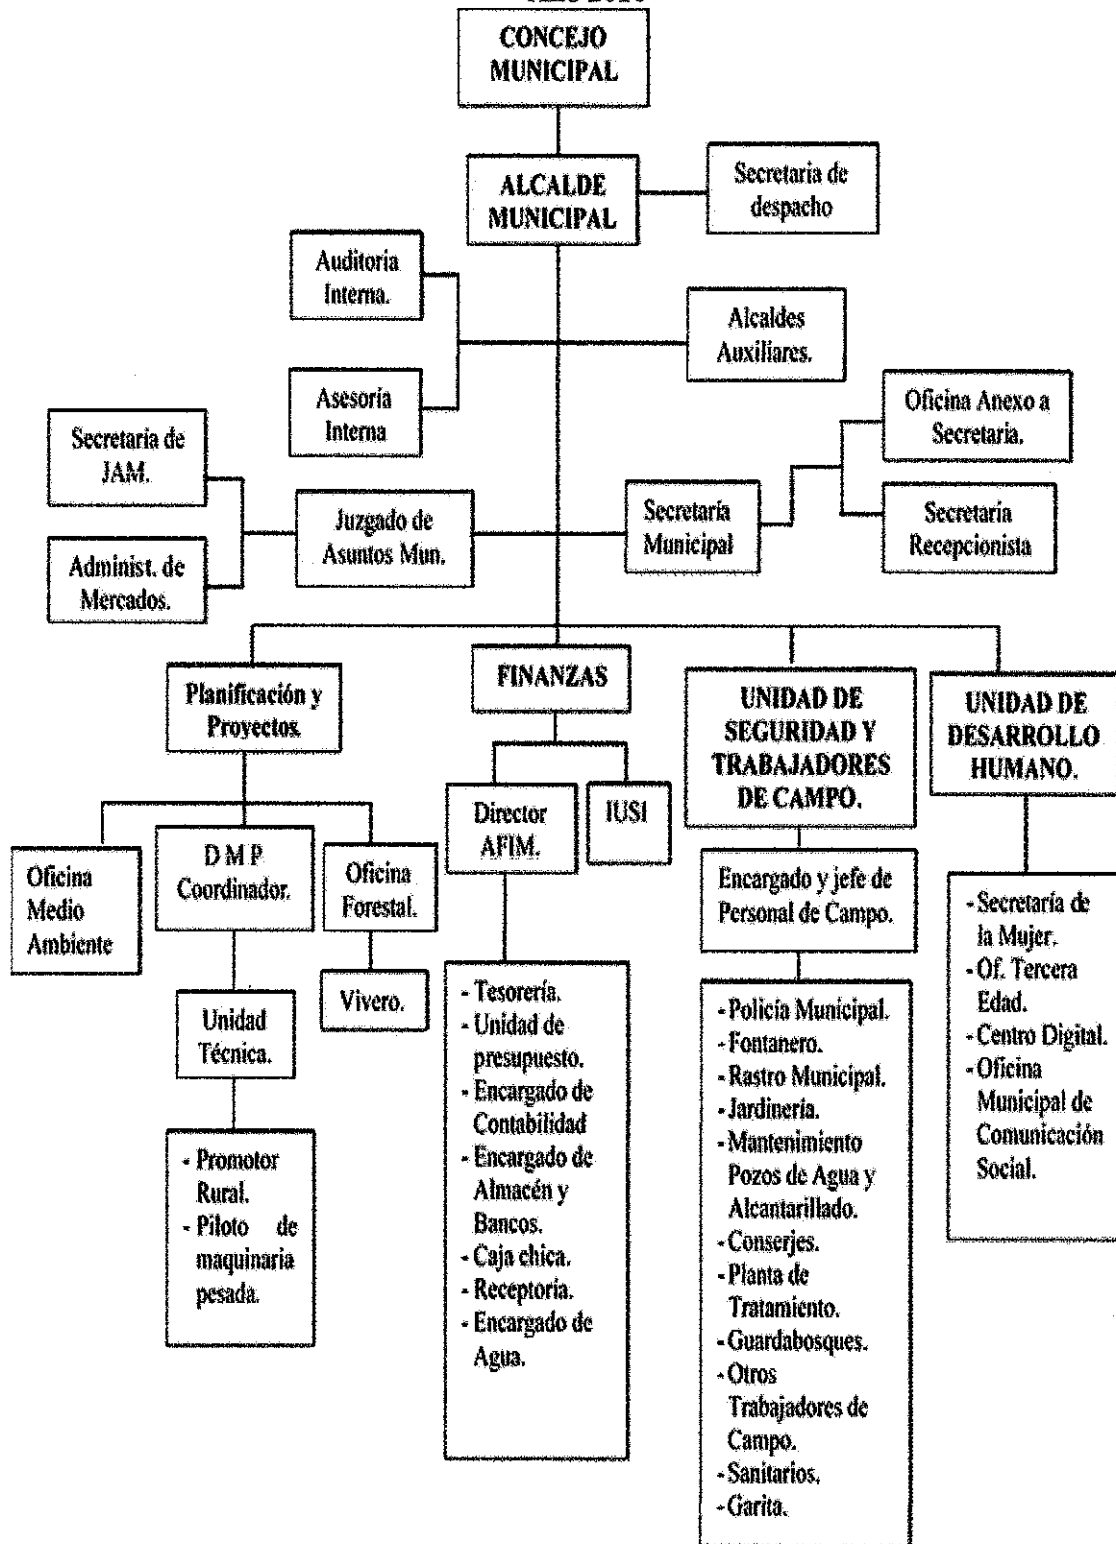 CONCEJO
MUNICIPAL
ALCALDE
MUNICIPAL
Secretaria de
despacho
Auditoria
Interna.
Alcaldes
Auxiliares.
Asesoría
Interna
Oficina Anexo a
Secretaria.
Secretaria de
JAM.
Juzgado de
Asuntos Mun.
Secretaría
Municipal
Secretaria
Recepcionista
Administ. de
Mercados.
Planificación y
Proyectos.
FINANZAS
UNIDAD DE
SEGURIDAD Y
TRABAJADORES
DE CAMPO.
UNIDAD DE
DESARROLLO
HUMANO.
Oficina
Medio
Ambiente
D M P
Coordinador.
Oficina
Forestal.
Director
AFIM.
IUSI
Encargado y jefe de
Personal de Campo.
Unidad
Técnica.
Vivero.
- Promotor
Rural.
- Piloto de
maquinaria
pesada.
- Tesorería.
- Unidad de
presupuesto.
- Encargado de
Contabilidad
- Encargado de
Almacén y
Bancos.
- Caja chica.
- Receptoría.
- Encargado de
Agua.
- Policía Municipal.
- Fontanero.
- Rastro Municipal.
- Jardinería.
- Mantenimiento
Pozos de Agua y
Alcantarillado.
- Conserjes.
- Planta de
Tratamiento.
- Guardabosques.
- Otros
Trabajadores de
Campo.
- Sanitarios.
- Garita.
- Secretaría de
la Mujer.
- Of. Tercera
Edad.
- Centro Digital.
- Oficina
Municipal de
Comunicación
Social.